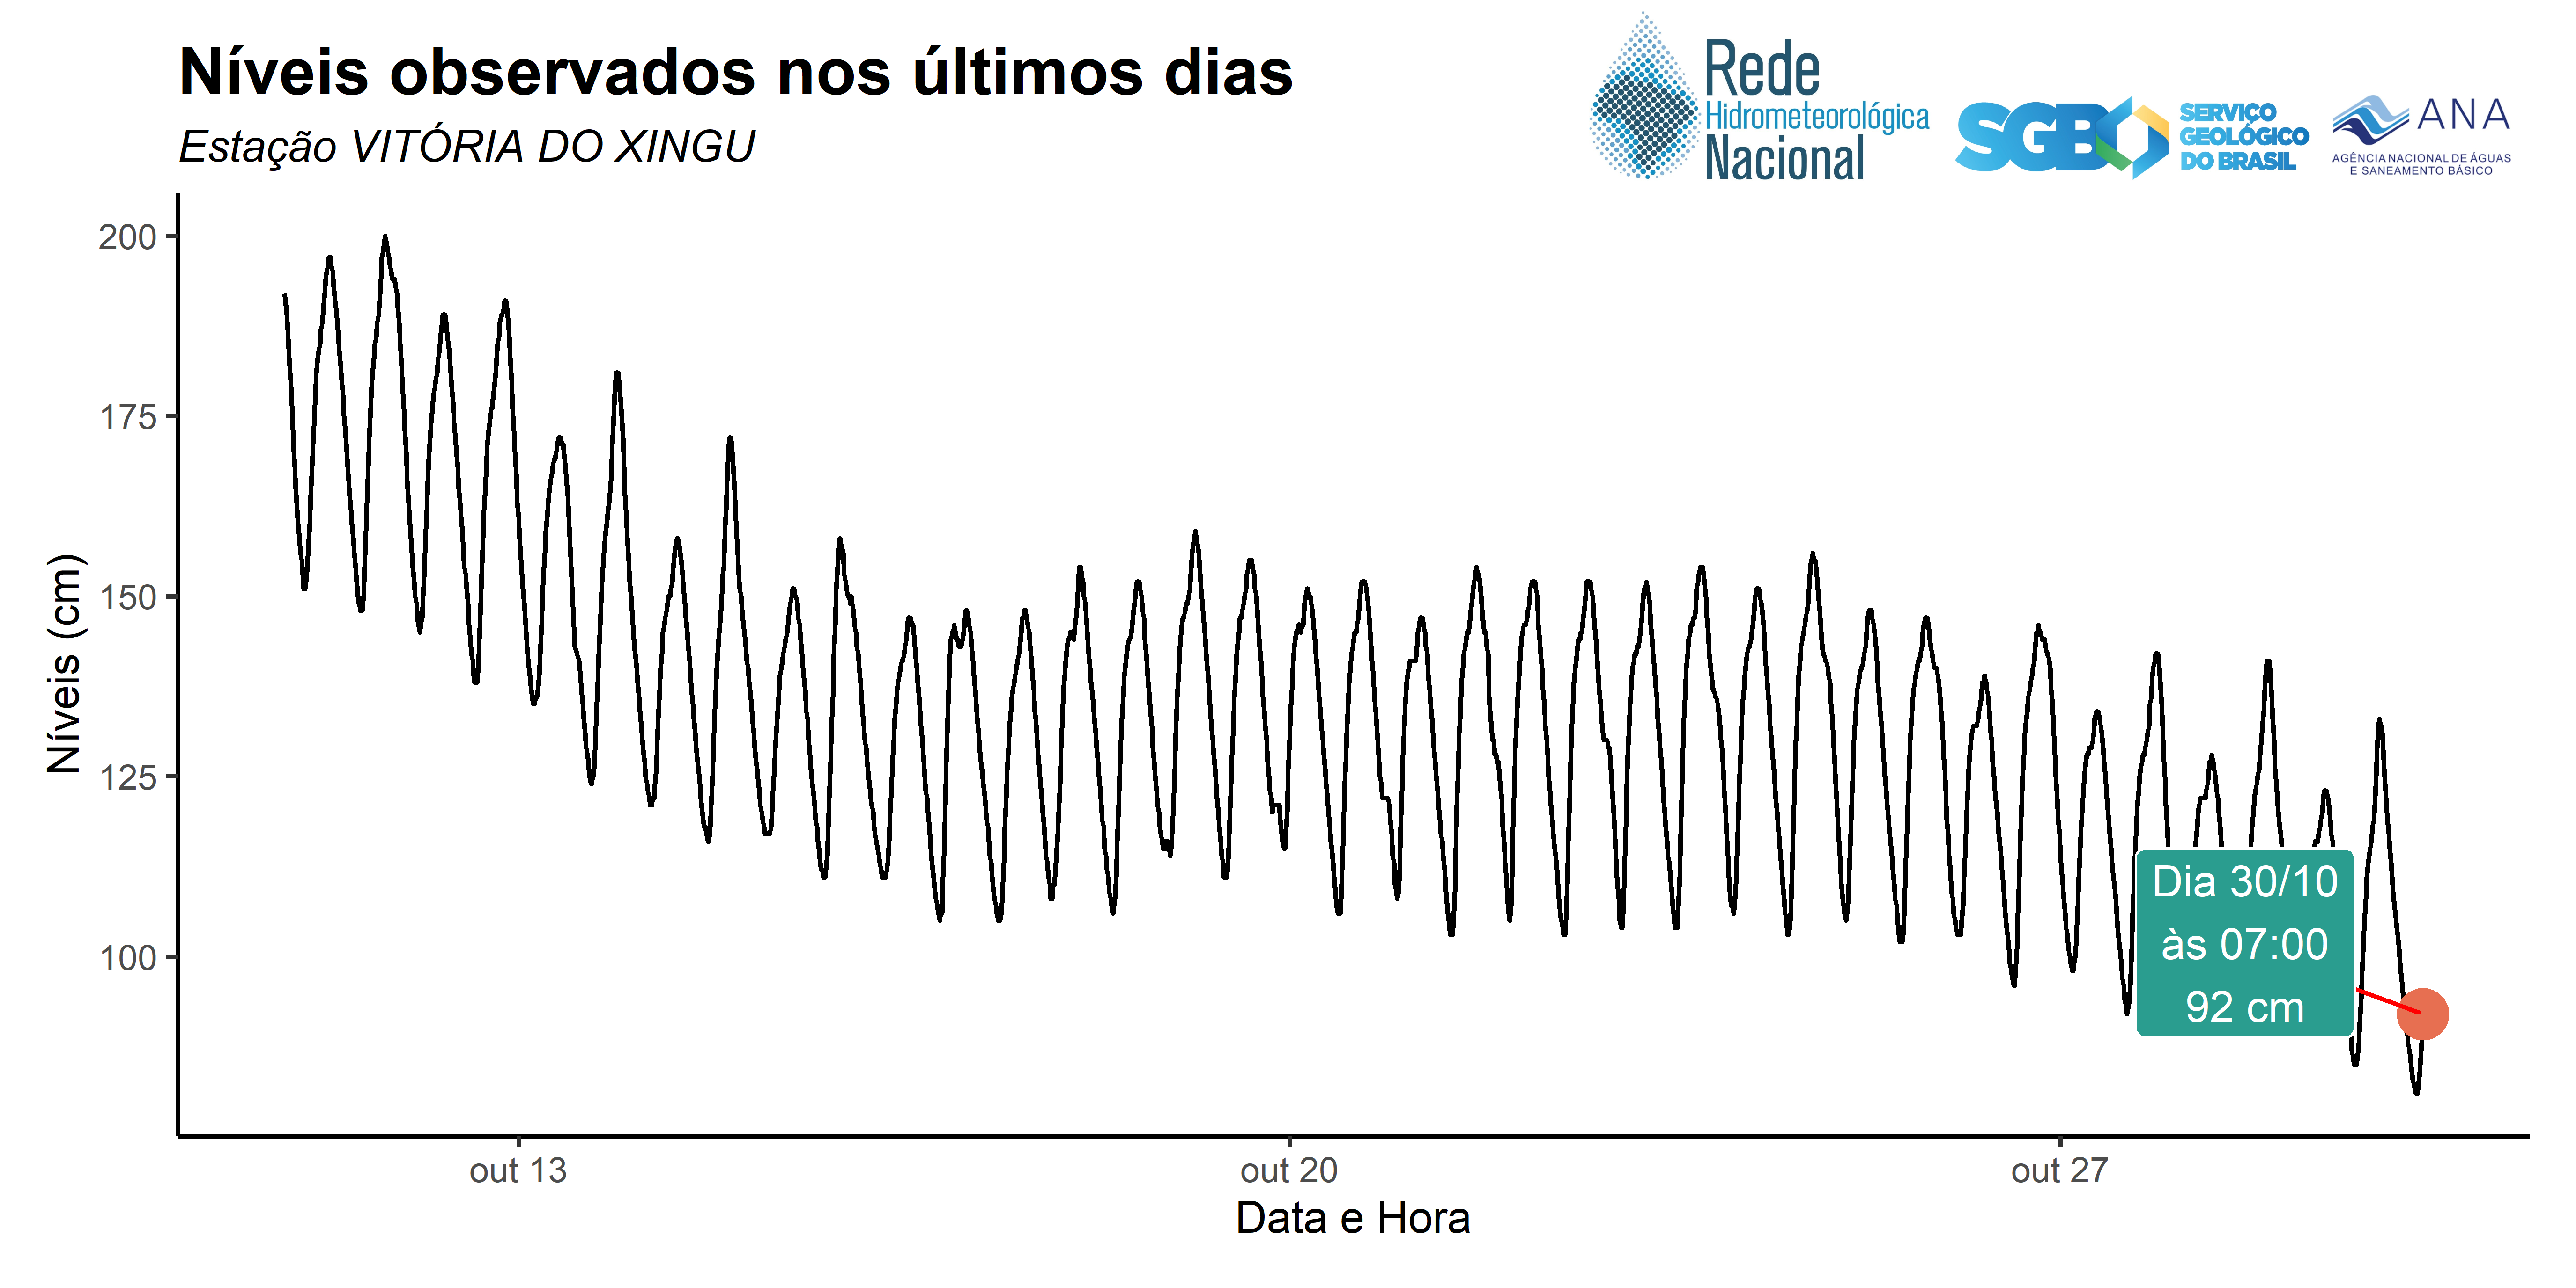 Níveis observados nos últimos dias
Estação VITÓRIA DO XINGU
Rede
Hidrometeorológica
Nacional
SGB
SERVIÇO
GEOLÓGICO
DO BRASIL
ANA
AGÊNCIA NACIONAL DE ÁGUAS
E SANEAMENTO BÁSICO
Níveis (cm)
200
175
150
125
100
Dia 30/10
às 07:00
92 cm
out 13
out 20
out 27
Data e Hora